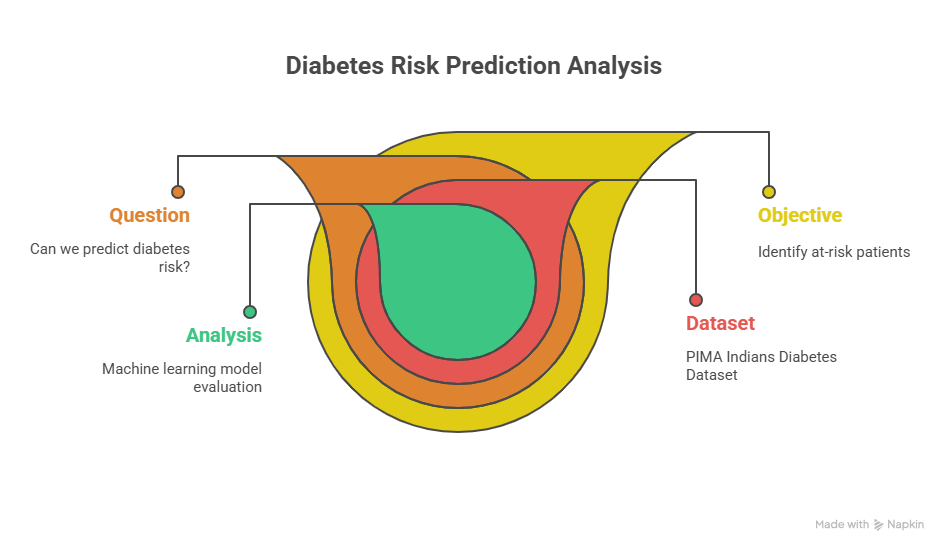 Diabetes Risk Prediction Analysis
Question
Can we predict diabetes
risk?
Objective
Identify at-risk patients
Analysis
Machine learning model
evaluation
Dataset
PIMA Indians Diabetes
Dataset
Made with Napkin